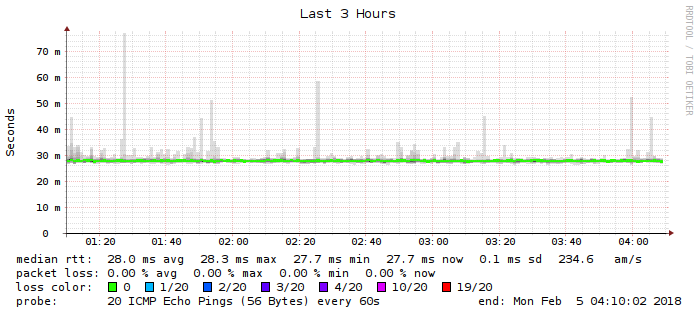 Last 3 Hours
RRDTOOL / TOBI OETIKER
Seconds
70 m
60 m
50 m
40 m
30 m
20 m
10 m
0
01:20 01:40 02:00 02:20 02:40 03:00 03:20 03:40 04:00
median rtt: 28.0 ms avg 28.3 ms max 27.7 ms min 27.7 ms now 0.1 ms sd 234.6 am/s
packet loss: 0.00 % avg 0.00 % max 0.00 % min 0.00 % now
loss color: 0 1/20 2/20 3/20 4/20 10/20 19/20
probe: 20 ICMP Echo Pings (56 Bytes) every 60s end: Mon Feb 5 04:10:02 2018